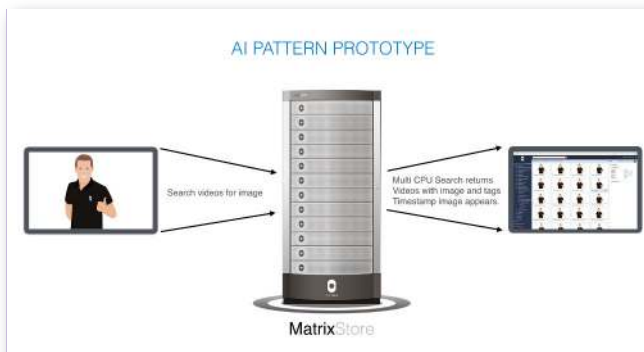 AI PATTERN PROTOTYPE
Search videos for image
Multi CPU Search returns
Videos with image and tags
Timestamp image appears.
MatrixStore